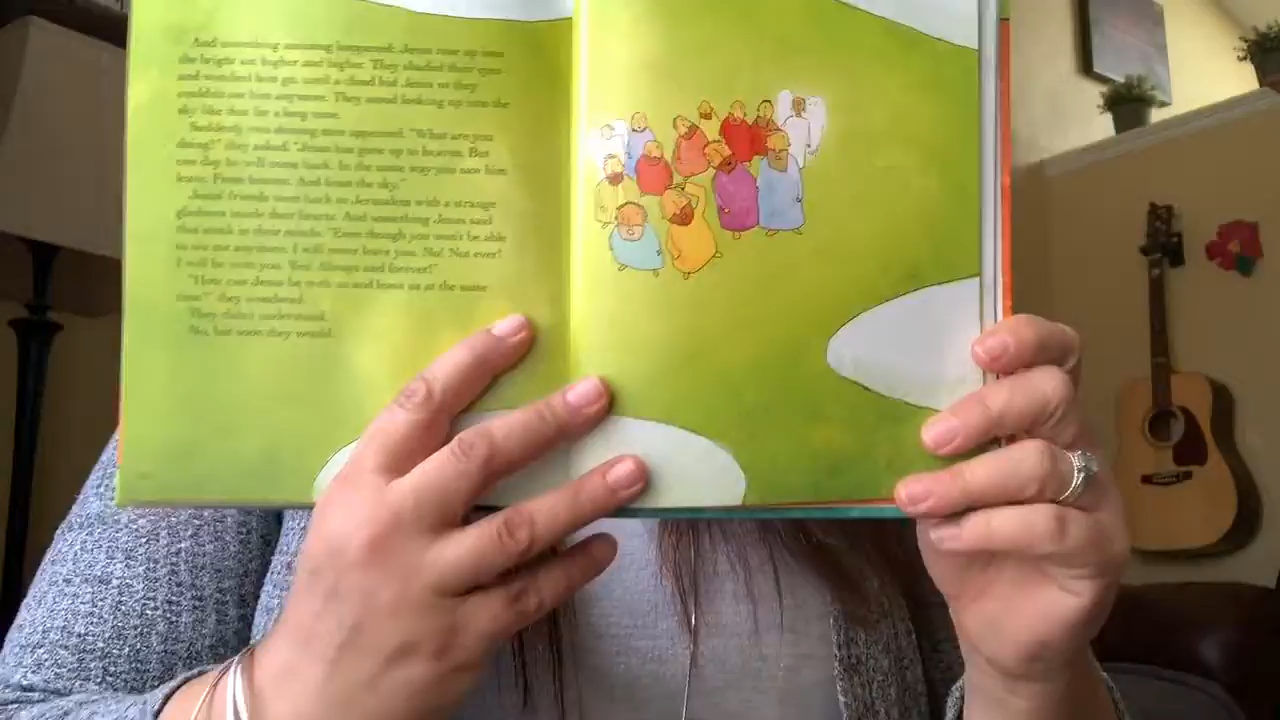 And something amazing happened: Jesus rose up into
the bright air, higher and higher. They shaded their eyes
and watched him go, until a cloud hid Jesus so they
couldn't see him anymore. They stood looking up into the
sky like that for a long time.
Suddenly two shining men appeared. "What are you
doing?" they asked. "Jesus has gone up to heaven. But
one day he will come back. In the same way you saw him
leave. From heaven. And from the sky."
Jesus' friends went back to Jerusalem with a strange
gladness inside their hearts. And something Jesus said
that stuck in their minds. "Even though you won't be able
to see me anymore, I will never leave you. No! Not ever!
I will be with you. Yes! Always and forever!"
"How can Jesus be with us and leave us at the same
time?" they wondered.
They didn't understand.
No, but soon they would.